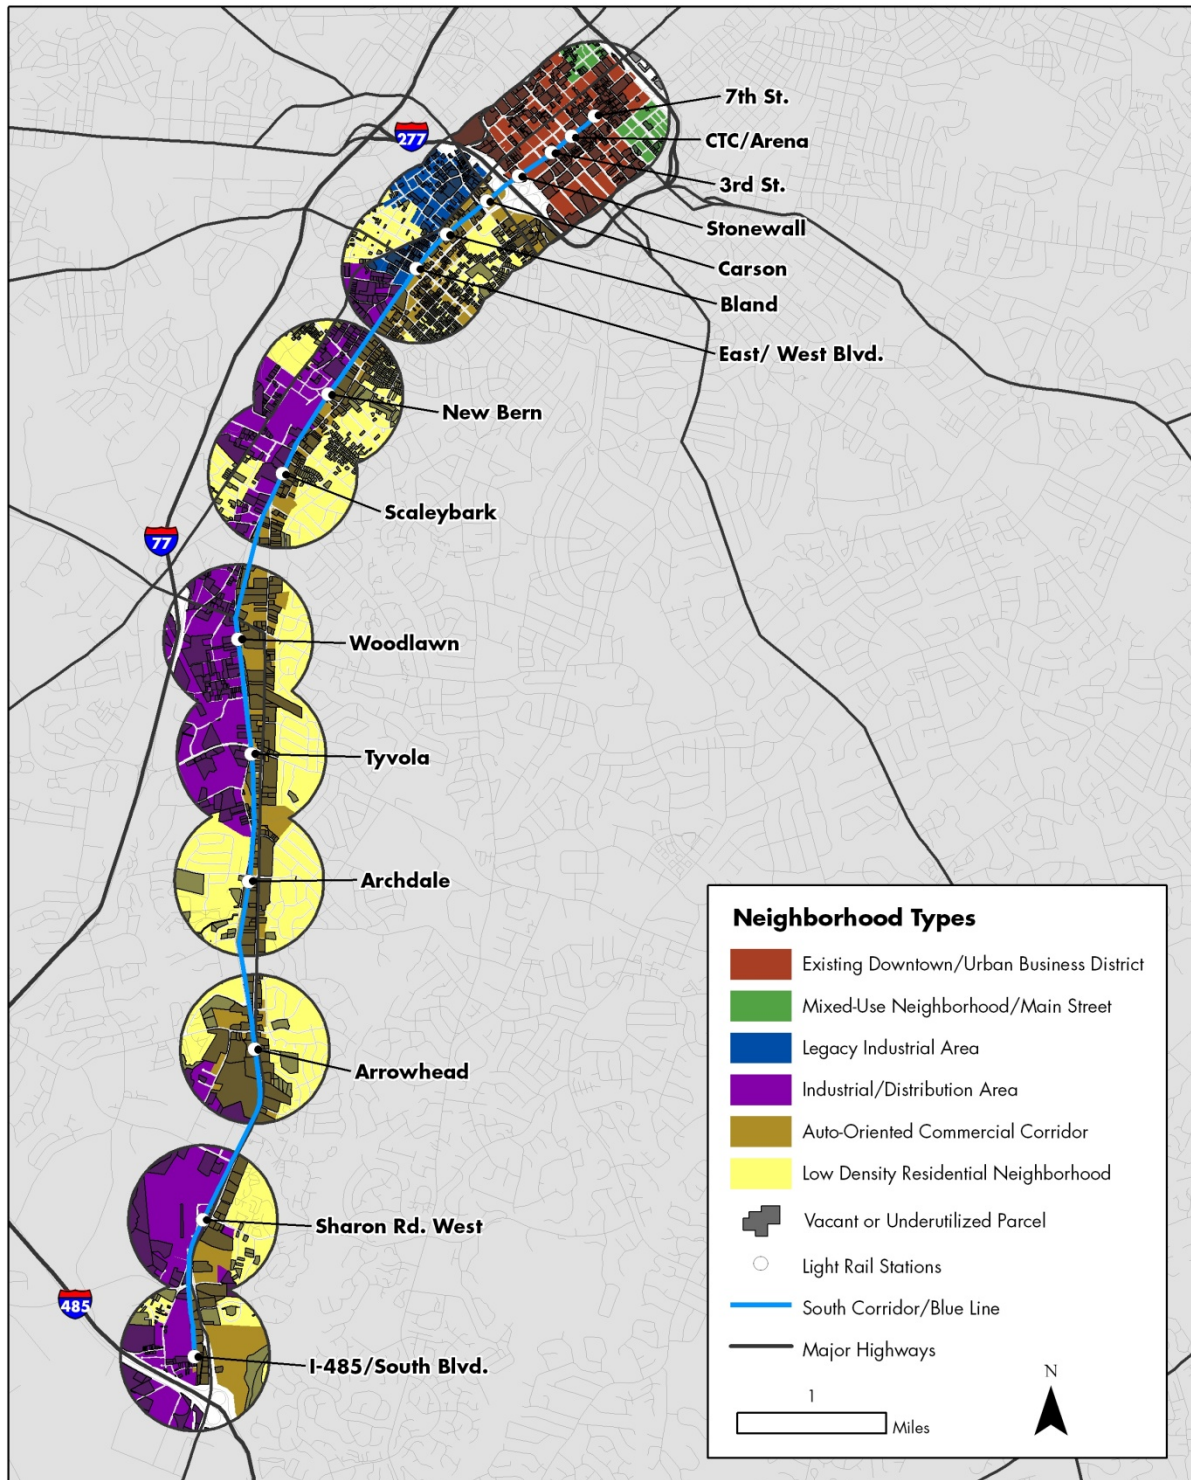 7th St.
277
CTC/Arena
3rd St.
Stonewall
Carson
Bland
East/ West Blvd.
New Bern
Scaleybark
77
Woodlawn
Tyvola
Archdale
Arrowhead
Sharon Rd. West
485
I-485/South Blvd.
Neighborhood Types
Existing Downtown/Urban Business District
Mixed-Use Neighborhood/Main Street
Legacy Industrial Area
Industrial/Distribution Area
Auto-Oriented Commercial Corridor
Low Density Residential Neighborhood
Vacant or Underutilized Parcel
Light Rail Stations
South Corridor/Blue Line
Major Highways
N
1
Miles